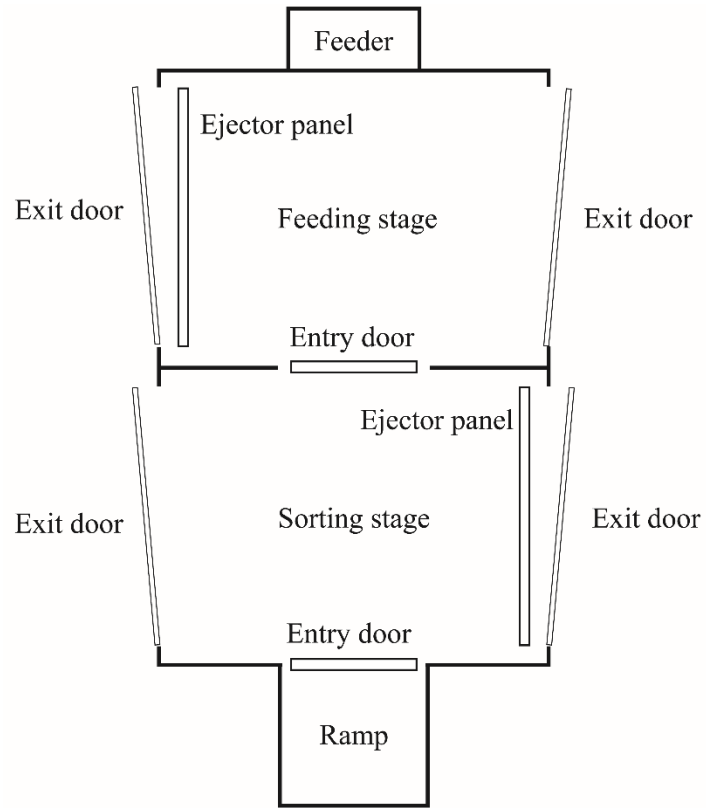 Feeder
Ejector panel
Exit door
Feeding stage
Exit door
Entry door
Ejector panel
Exit door
Sorting stage
Exit door
Entry door
Ramp